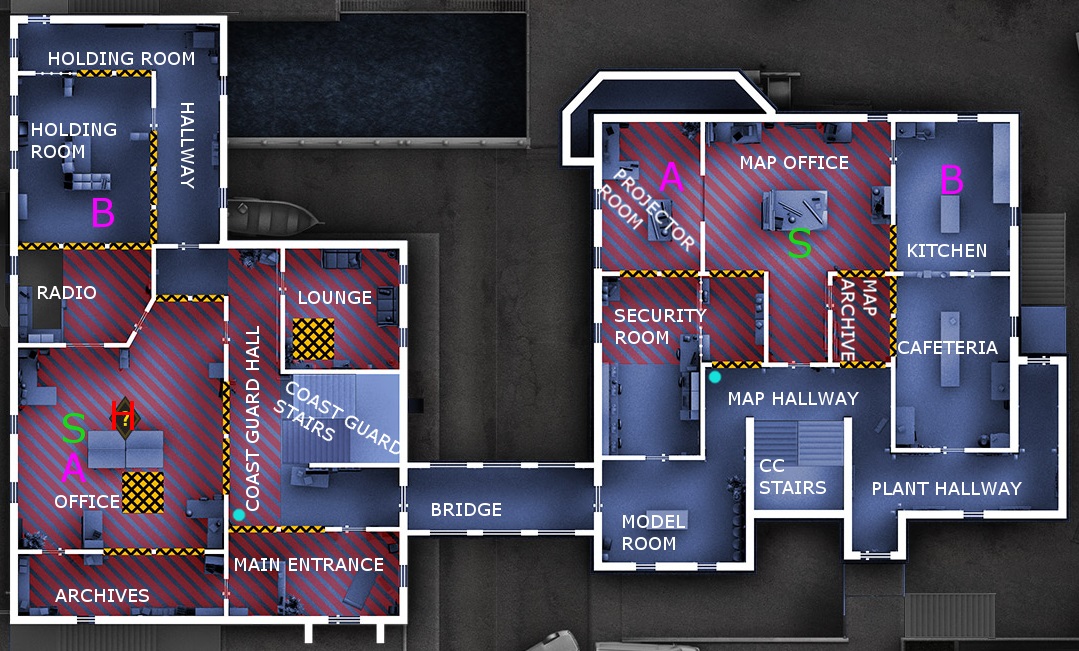 HOLDING ROOM
HALLWAY
HOLDING
ROOM
B
RADIO
LOUNGE
COAST GUARD HALL
COAST GUARD
STAIRS
H
?
S
A
OFFICE
MAIN ENTRANCE
ARCHIVES
BRIDGE
A
PROJECTOR
ROOM
MAP OFFICE
S
B
KITCHEN
SECURITY
ROOM
MAP
ARCHIVE
CAFETERIA
MAP HALLWAY
CC
STAIRS
PLANT HALLWAY
MODEL
ROOM